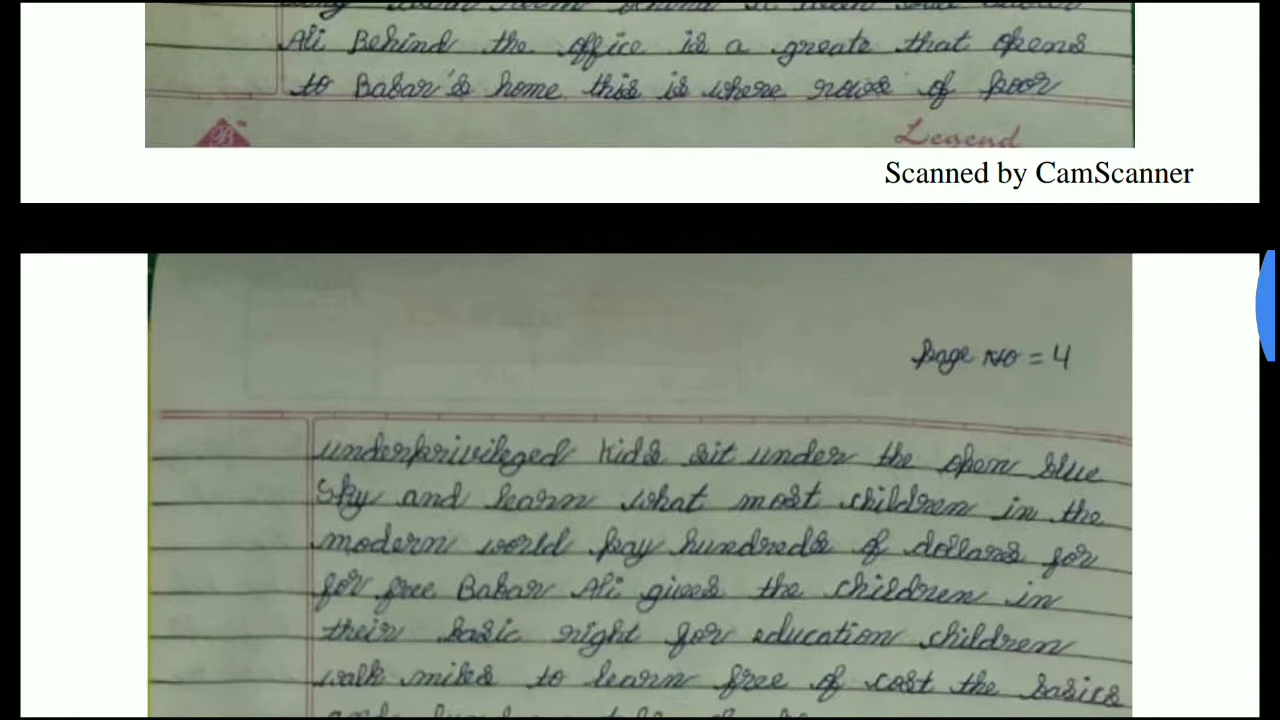 Ali Behind the office is a greate that opens
to Babar's home this is where rows of poor
Legend
Scanned by CamScanner
Page No = 4
underprivileged kids sit under the open blue
Sky and learn what most children in the
modern world pay hundreds of dollars for
for free Babar Ali gives the children in
their basic right for education children
walk miles to learn free of cost the basics